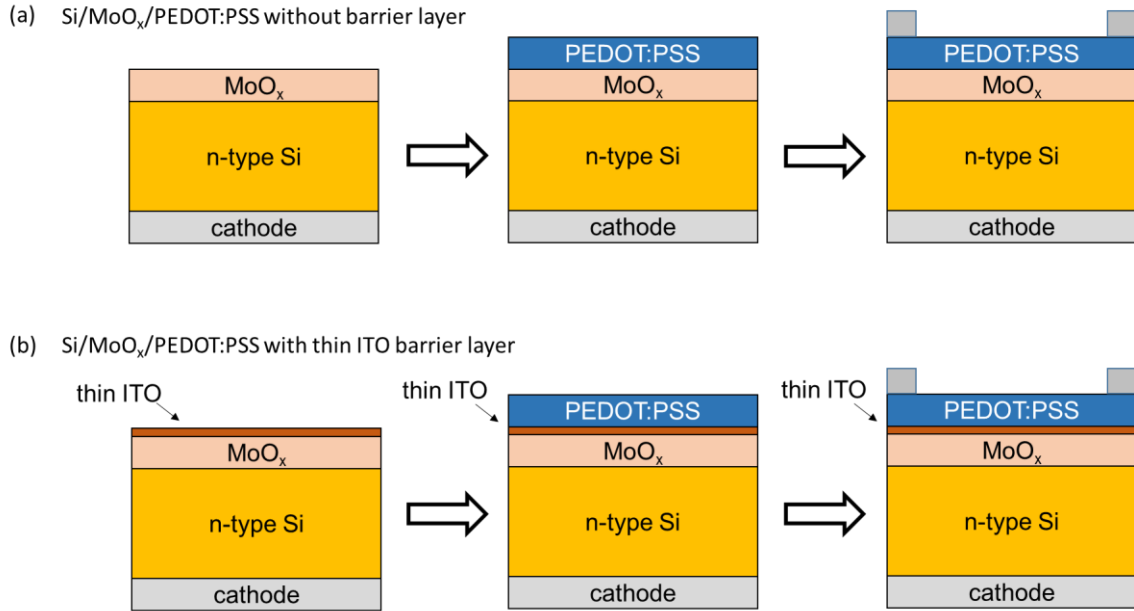 (a) Si/MoOₓ/PEDOT:PSS without barrier layer
PEDOT:PSS PEDOT:PSS
MoOₓ MoOₓ MoOₓ
n-type Si n-type Si n-type Si
cathode cathode cathode
(b) Si/MoOₓ/PEDOT:PSS with thin ITO barrier layer
thin ITO thin ITO thin ITO
PEDOT:PSS PEDOT:PSS
MoOₓ MoOₓ MoOₓ
n-type Si n-type Si n-type Si
cathode cathode cathode